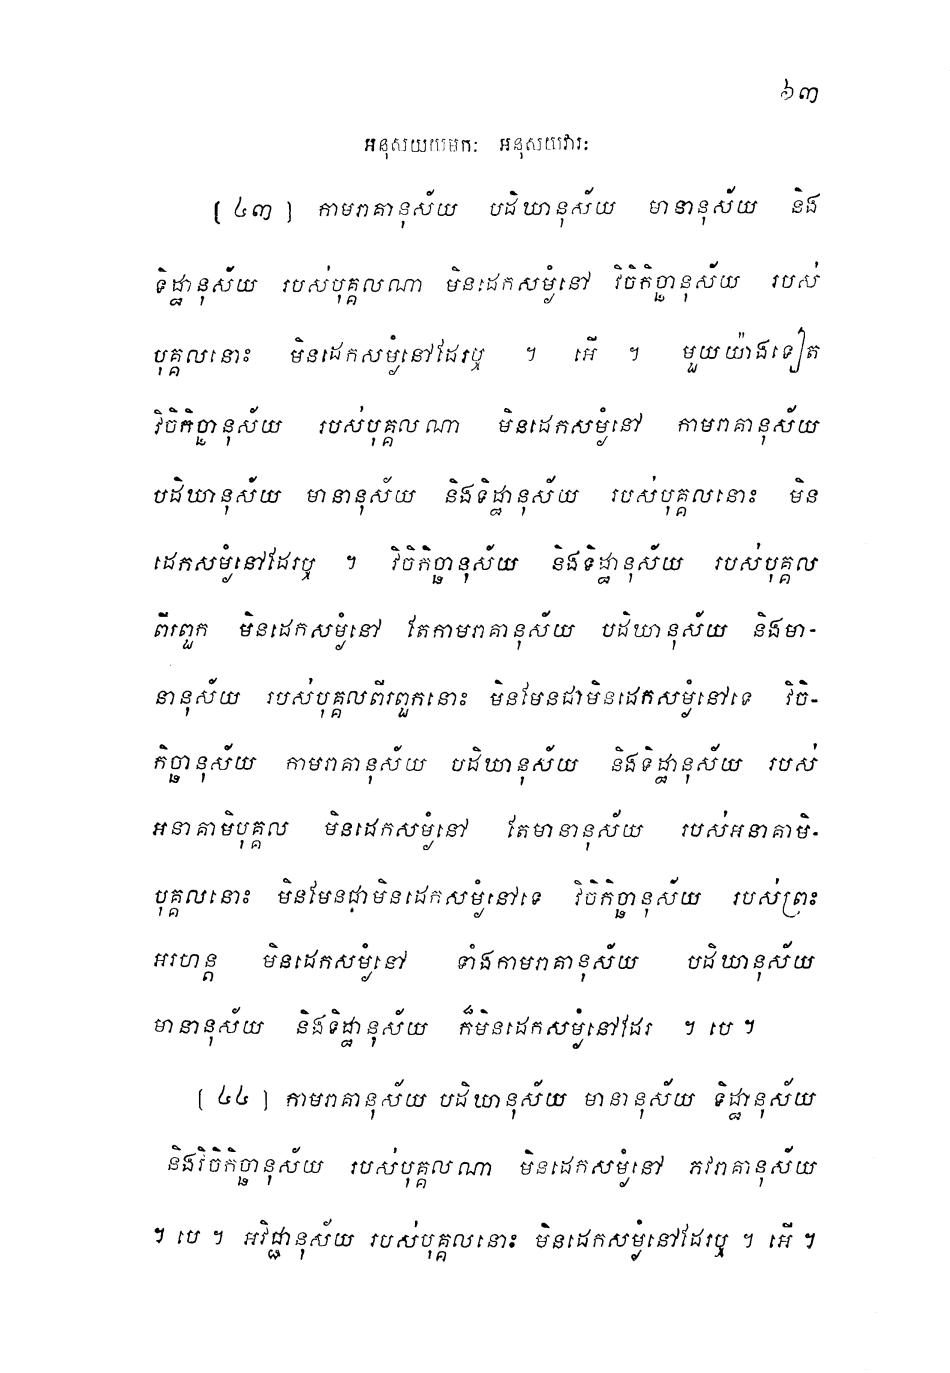 ៦៣
អនុសយយមកៈ អនុសយវារៈ
[ ៤៣ ] កាមរាគានុស័យ បដិឃានុស័យ មានានុស័យ និង
ទិដ្ឋានុស័យ របស់បុគ្គលណា មិនដេកសម្ងំនៅ វិចិកិច្ឆានុស័យ របស់
បុគ្គលនោះ មិនដេកសម្ងំនៅដែរឬ ។ អើ ។ មួយយ៉ាងទៀត
វិចិកិច្ឆានុស័យ របស់បុគ្គលណា មិនដេកសម្ងំនៅ កាមរាគានុស័យ
បដិឃានុស័យ មានានុស័យ និងទិដ្ឋានុស័យ របស់បុគ្គលនោះ មិន
ដេកសម្ងំនៅដែរឬ ។ វិចិកិច្ឆានុស័យ និងទិដ្ឋានុស័យ របស់បុគ្គល
ពីរពួក មិនដេកសម្ងំនៅ តែកាមរាគានុស័យ បដិឃានុស័យ និងមា-
នានុស័យ របស់បុគ្គលពីរពួកនោះ មិនមែនជាមិនដេកសម្ងំនៅទេ វិចិ-
កិច្ឆានុស័យ កាមរាគានុស័យ បដិឃានុស័យ និងទិដ្ឋានុស័យ របស់
អនាគាមិបុគ្គល មិនដេកសម្ងំនៅ តែមានានុស័យ របស់អនាគាមិ-
បុគ្គលនោះ មិនមែនជាមិនដេកសម្ងំនៅទេ វិចិកិច្ឆានុស័យ របស់ព្រះ
អរហន្ត មិនដេកសម្ងំនៅ ទាំងកាមរាគានុស័យ បដិឃានុស័យ
មានានុស័យ និងទិដ្ឋានុស័យ ក៏មិនដេកសម្ងំនៅដែរ ។ បេ ។
[ ៤៤ ] កាមរាគានុស័យ បដិឃានុស័យ មានានុស័យ ទិដ្ឋានុស័យ
និងវិចិកិច្ឆានុស័យ របស់បុគ្គលណា មិនដេកសម្ងំនៅ ភវរាគានុស័យ
។ បេ ។ អវិជ្ជានុស័យ របស់បុគ្គលនោះ មិនដេកសម្ងំនៅដែរឬ ។ អើ ។